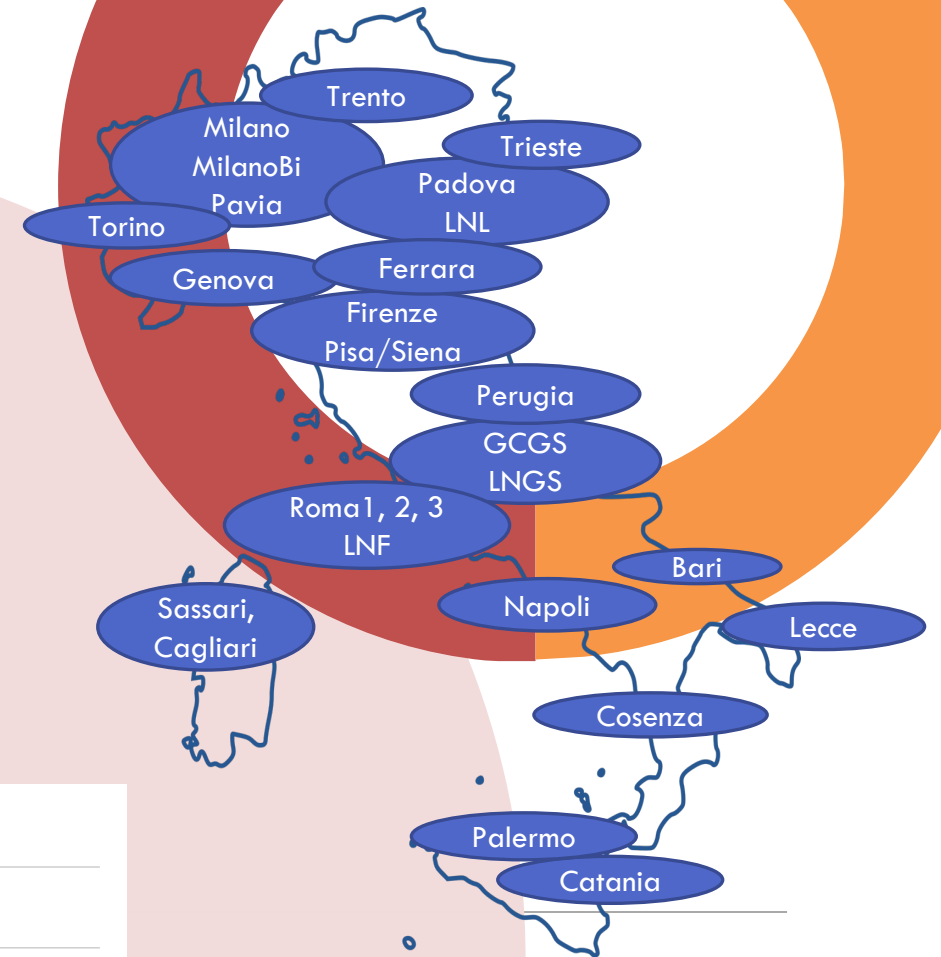 Trento
Milano
MilanoBi
Pavia
Trieste
Padova
LNL
Torino
Genova
Ferrara
Firenze
Pisa/Siena
Perugia
GCGS
LNGS
Roma1, 2, 3
LNF
Bari
Napoli
Sassari,
Cagliari
Lecce
Cosenza
Palermo
Catania